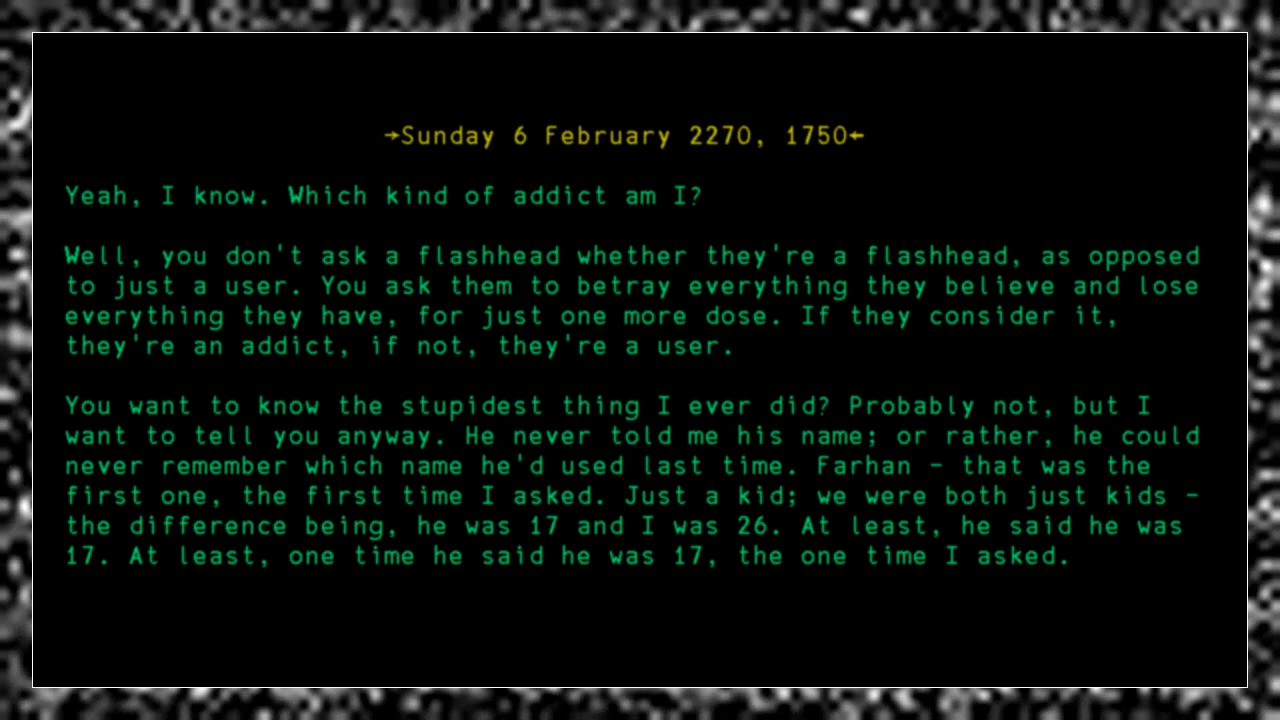 →Sunday 6 February 2270, 1750←
Yeah, I know. Which kind of addict am I?
Well, you don't ask a flashhead whether they're a flashhead, as opposed
to just a user. You ask them to betray everything they believe and lose
everything they have, for just one more dose. If they consider it,
they're an addict, if not, they're a user.
You want to know the stupidest thing I ever did? Probably not, but I
want to tell you anyway. He never told me his name; or rather, he could
never remember which name he'd used last time. Farhan – that was the
first one, the first time I asked. Just a kid; we were both just kids –
the difference being, he was 17 and I was 26. At least, he said he was
17. At least, one time he said he was 17, the one time I asked.